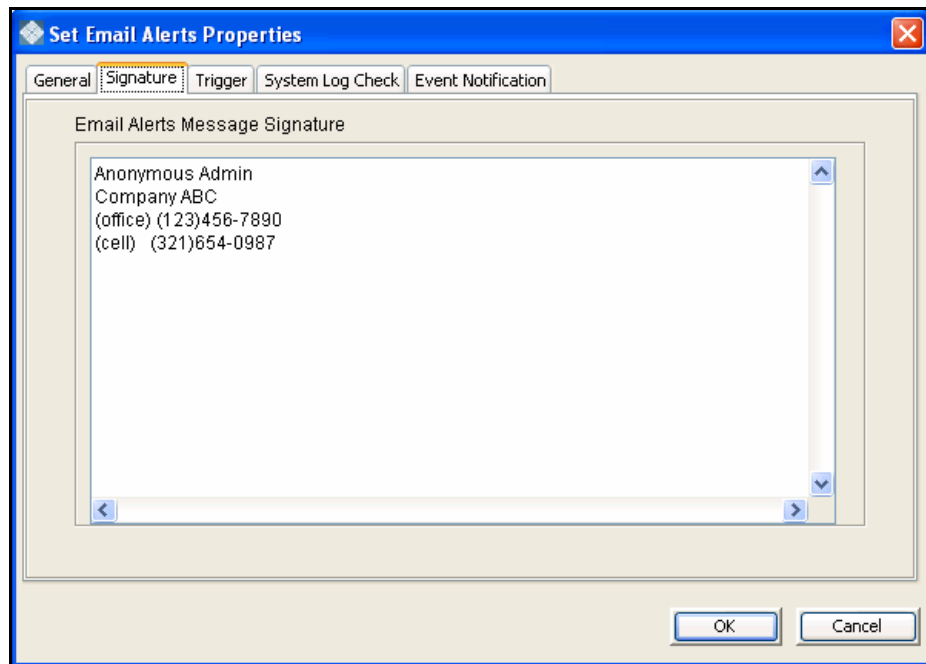 Set Email Alerts Properties
General Signature Trigger System Log Check Event Notification
Email Alerts Message Signature
Anonymous Admin
Company ABC
(office) (123)456-7890
(cell) (321)654-0987
OK Cancel